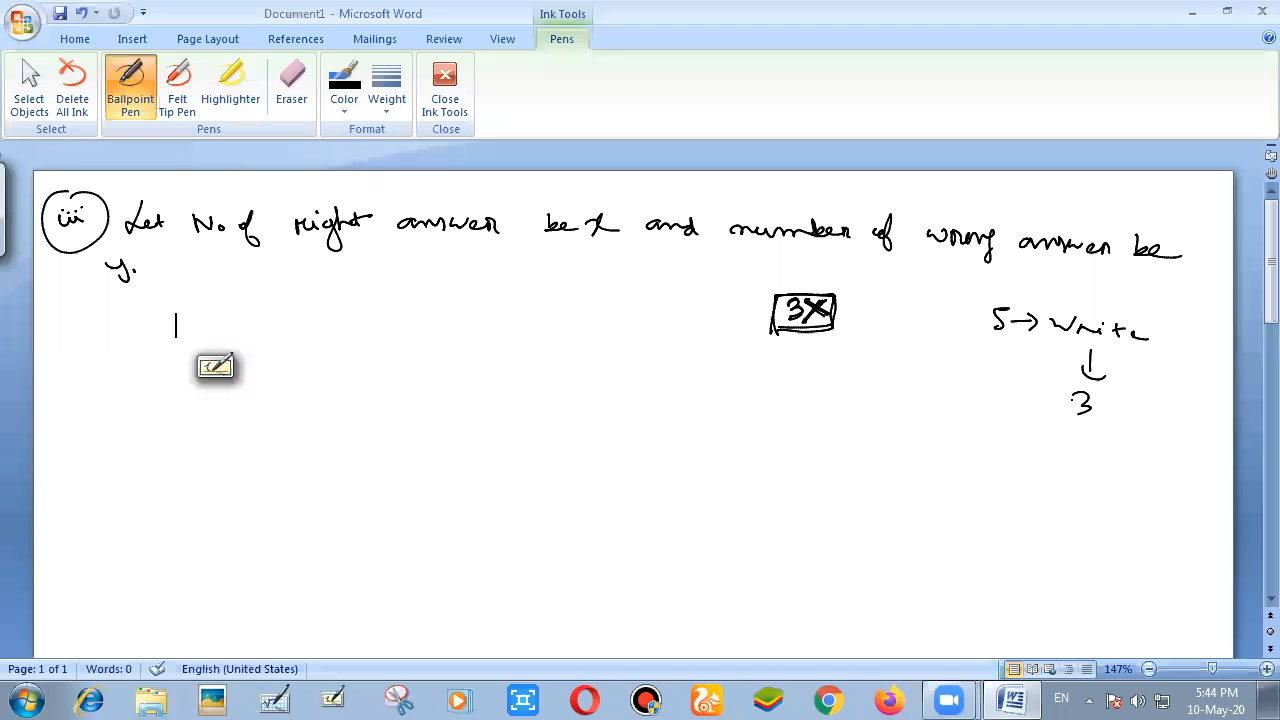 Document1 - Microsoft Word
Ink Tools
Home Insert Page Layout References Mailings Review View Pens
Select Objects
Delete All Ink
Ballpoint Pen
Felt Tip Pen
Highlighter
Eraser
Color
Weight
Close Ink Tools
Select Pens Format Close
iii Let No. of right answer be x and number of wrong answer be
y.
3x
5 → write
3
Page: 1 of 1 Words: 0 English (United States) 147%
EN 5:44 PM
10-May-20